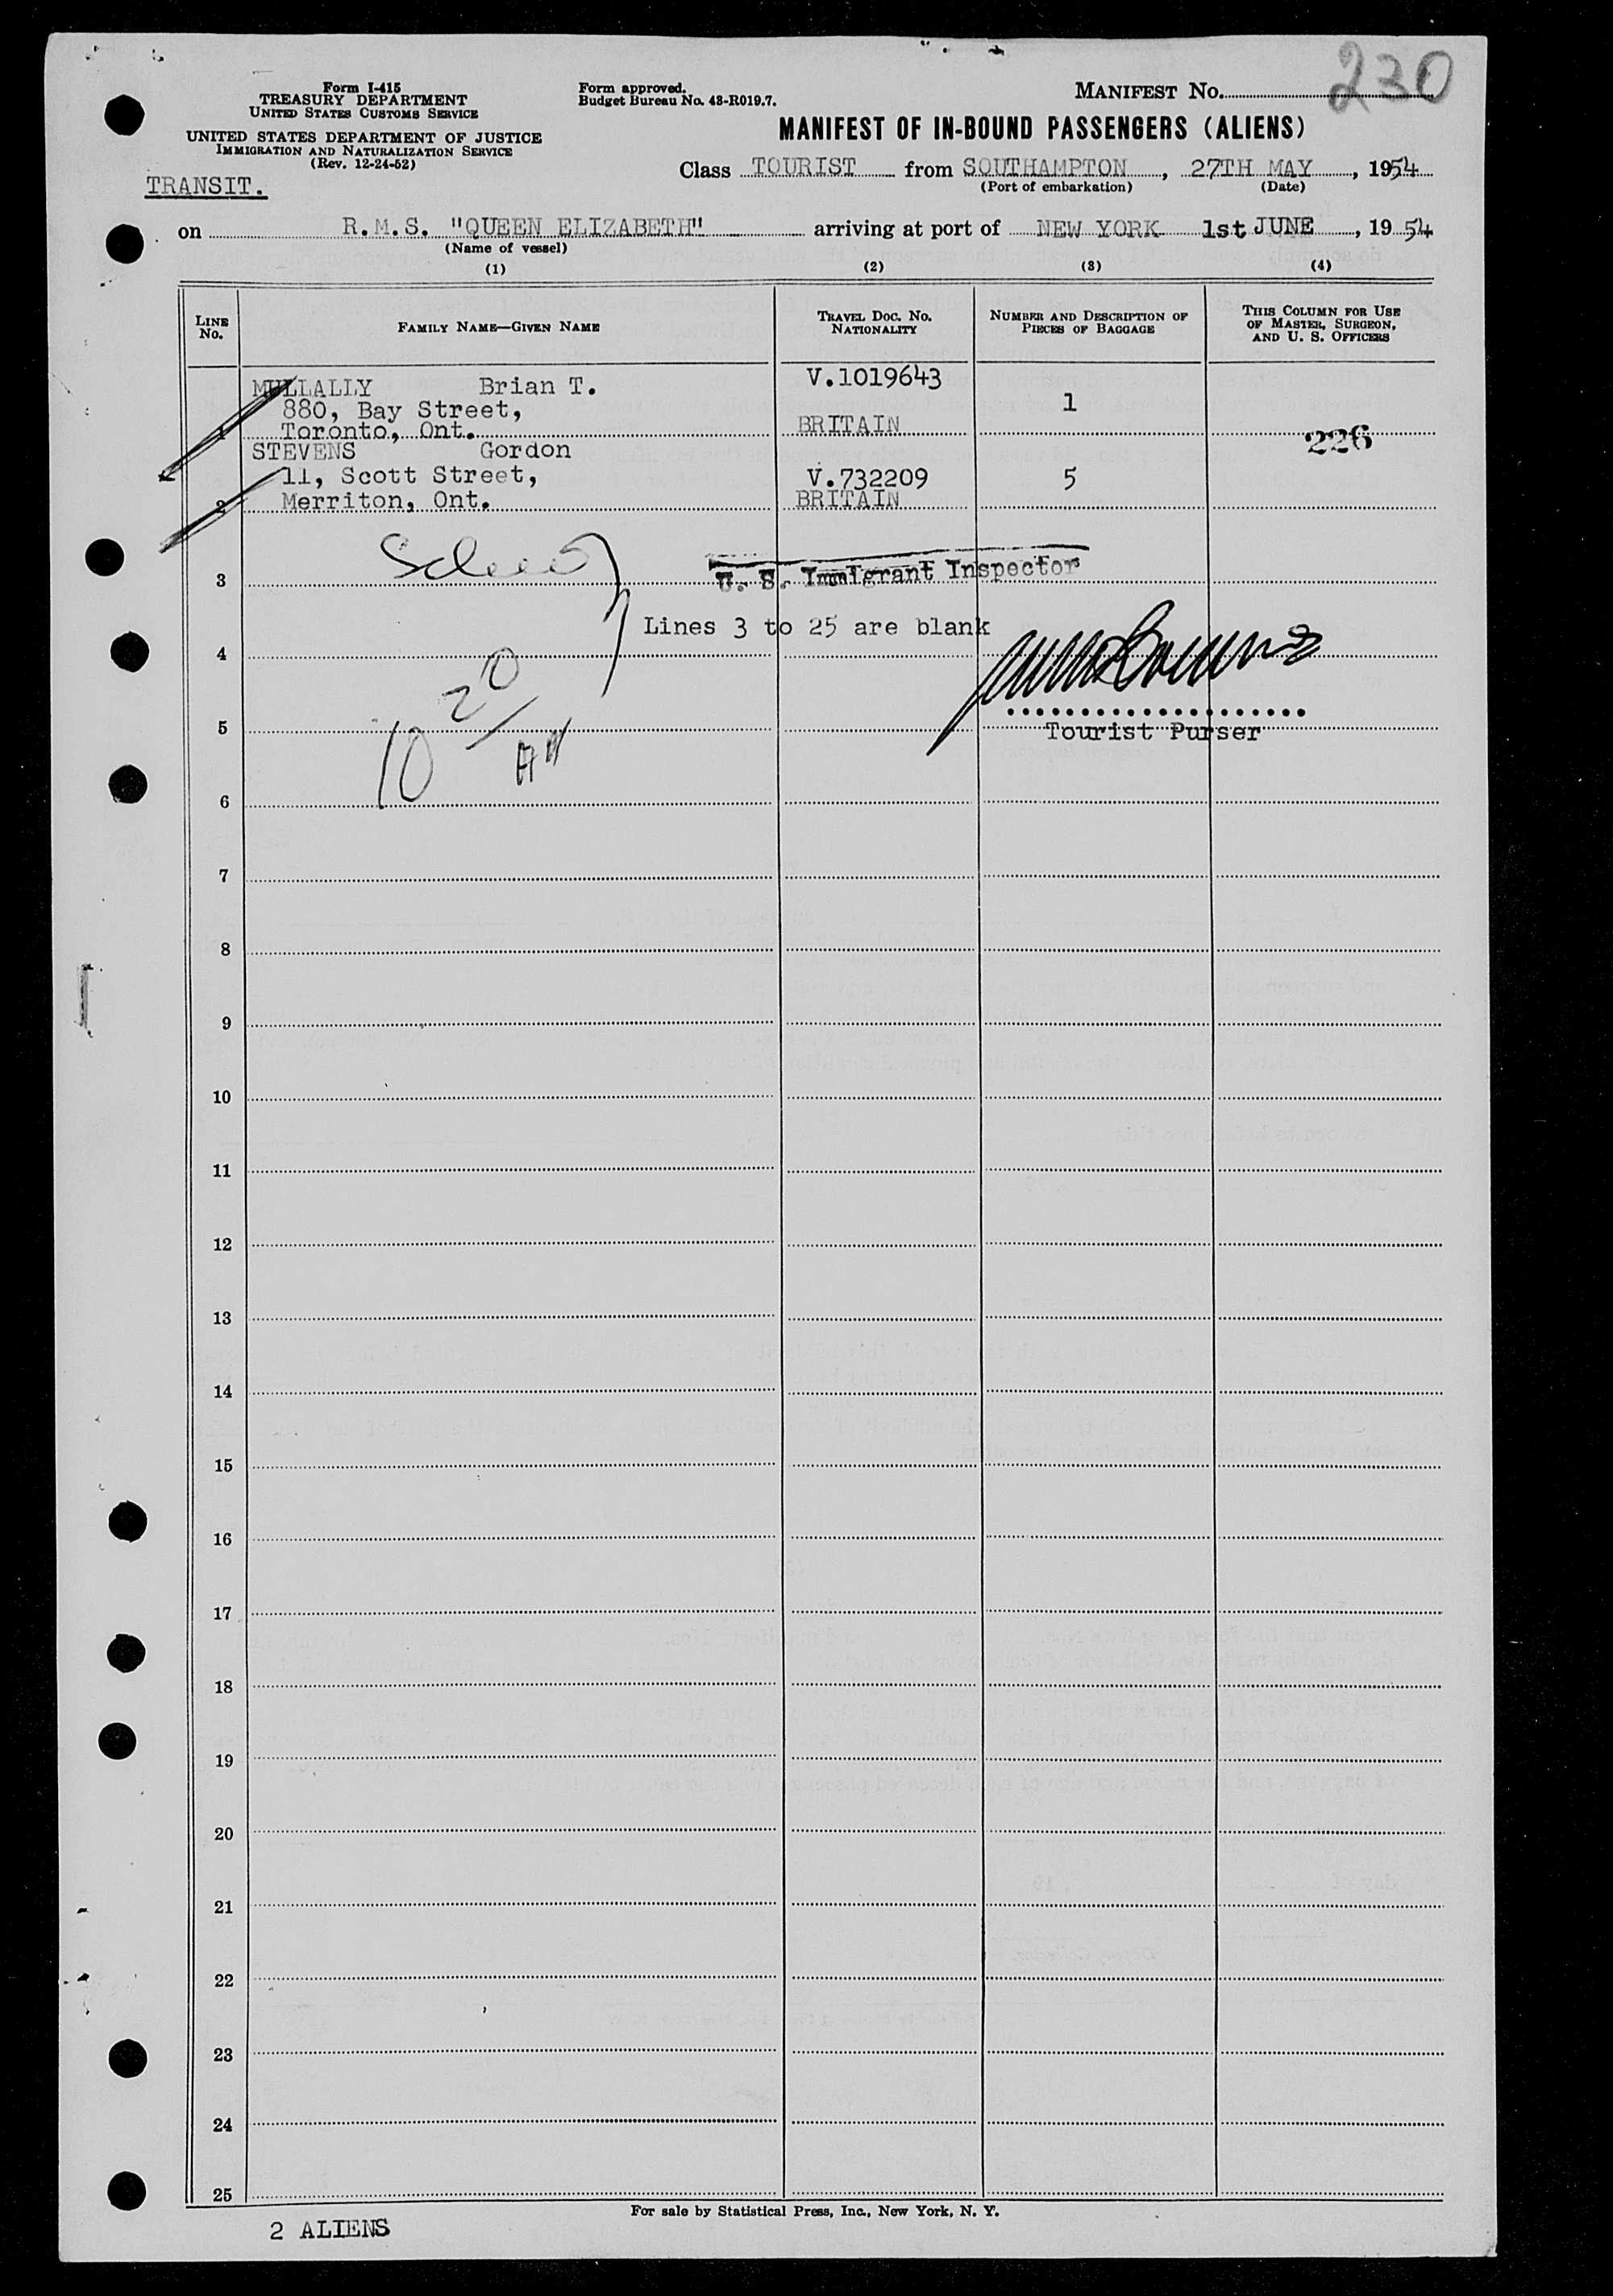 230
Form I-415
TREASURY DEPARTMENT
UNITED STATES CUSTOMS SERVICE
UNITED STATES DEPARTMENT OF JUSTICE
IMMIGRATION AND NATURALIZATION SERVICE
(Rev. 12-24-52)
TRANSIT.
Form approved.
Budget Bureau No. 43-R019.7.
MANIFEST No.
MANIFEST OF IN-BOUND PASSENGERS (ALIENS)
Class TOURIST from SOUTHAMPTON, 27TH MAY, 1954
(Port of embarkation) (Date)
on R.M.S. "QUEEN ELIZABETH" arriving at port of NEW YORK 1st JUNE, 1954
(Name of vessel)
(1) (2) (3) (4)
LINE No. FAMILY NAME—GIVEN NAME TRAVEL DOC. NO. NATIONALITY NUMBER AND DESCRIPTION OF PIECES OF BAGGAGE THIS COLUMN FOR USE OF MASTER, SURGEON, AND U. S. OFFICERS
MULLALLY Brian T. V.1019643
880, Bay Street, 1
1 Toronto, Ont. BRITAIN 226
STEVENS Gordon
11, Scott Street, V.732209 5
2 Merriton, Ont. BRITAIN
3 U. S. Immigrant Inspector
Lines 3 to 25 are blank
4
20
5 Tourist Purser
10
6
7
8
9
10
11
12
13
14
15
16
17
18
19
20
21
22
23
24
25
For sale by Statistical Press, Inc., New York, N. Y.
2 ALIENS